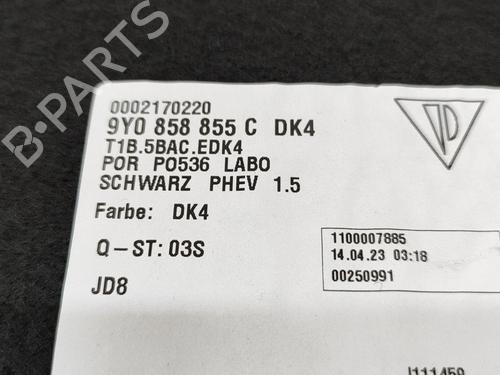 0002170220
9Y0 858 855 C DK4
T1B.5BAC.EDK4
POR PO536 LABO
SCHWARZ PHEV 1.5
Farbe: DK4
Q-ST: 03S
JD8
1100007885
14.04.23 03:18
00250991
B-PARTS